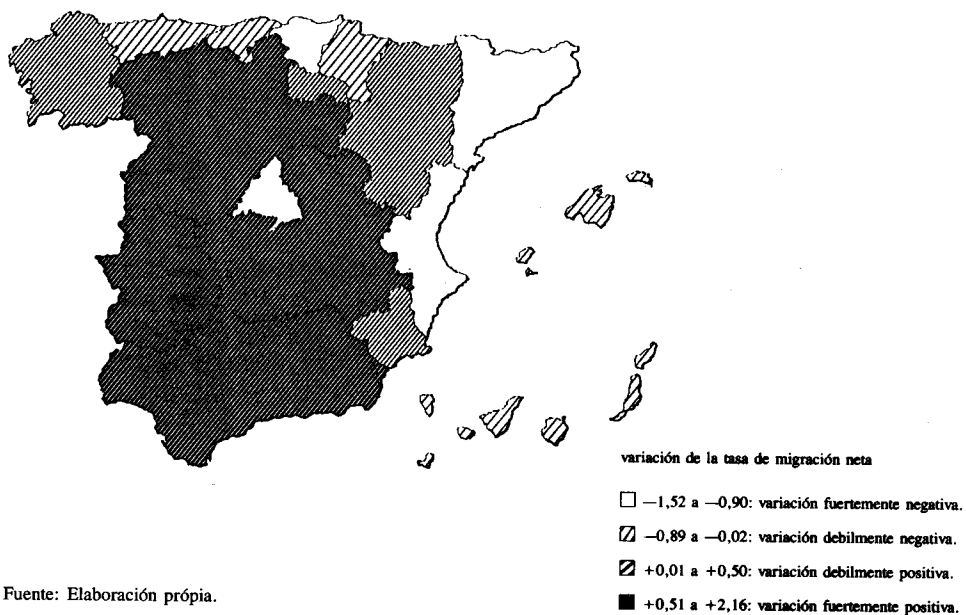 variación de la tasa de migración neta
—1,52 a —0,90: variación fuertemente negativa.
—0,89 a —0,02: variación debilmente negativa.
+0,01 a +0,50: variación debilmente positiva.
+0,51 a +2,16: variación fuertemente positiva.
Fuente: Elaboración própia.